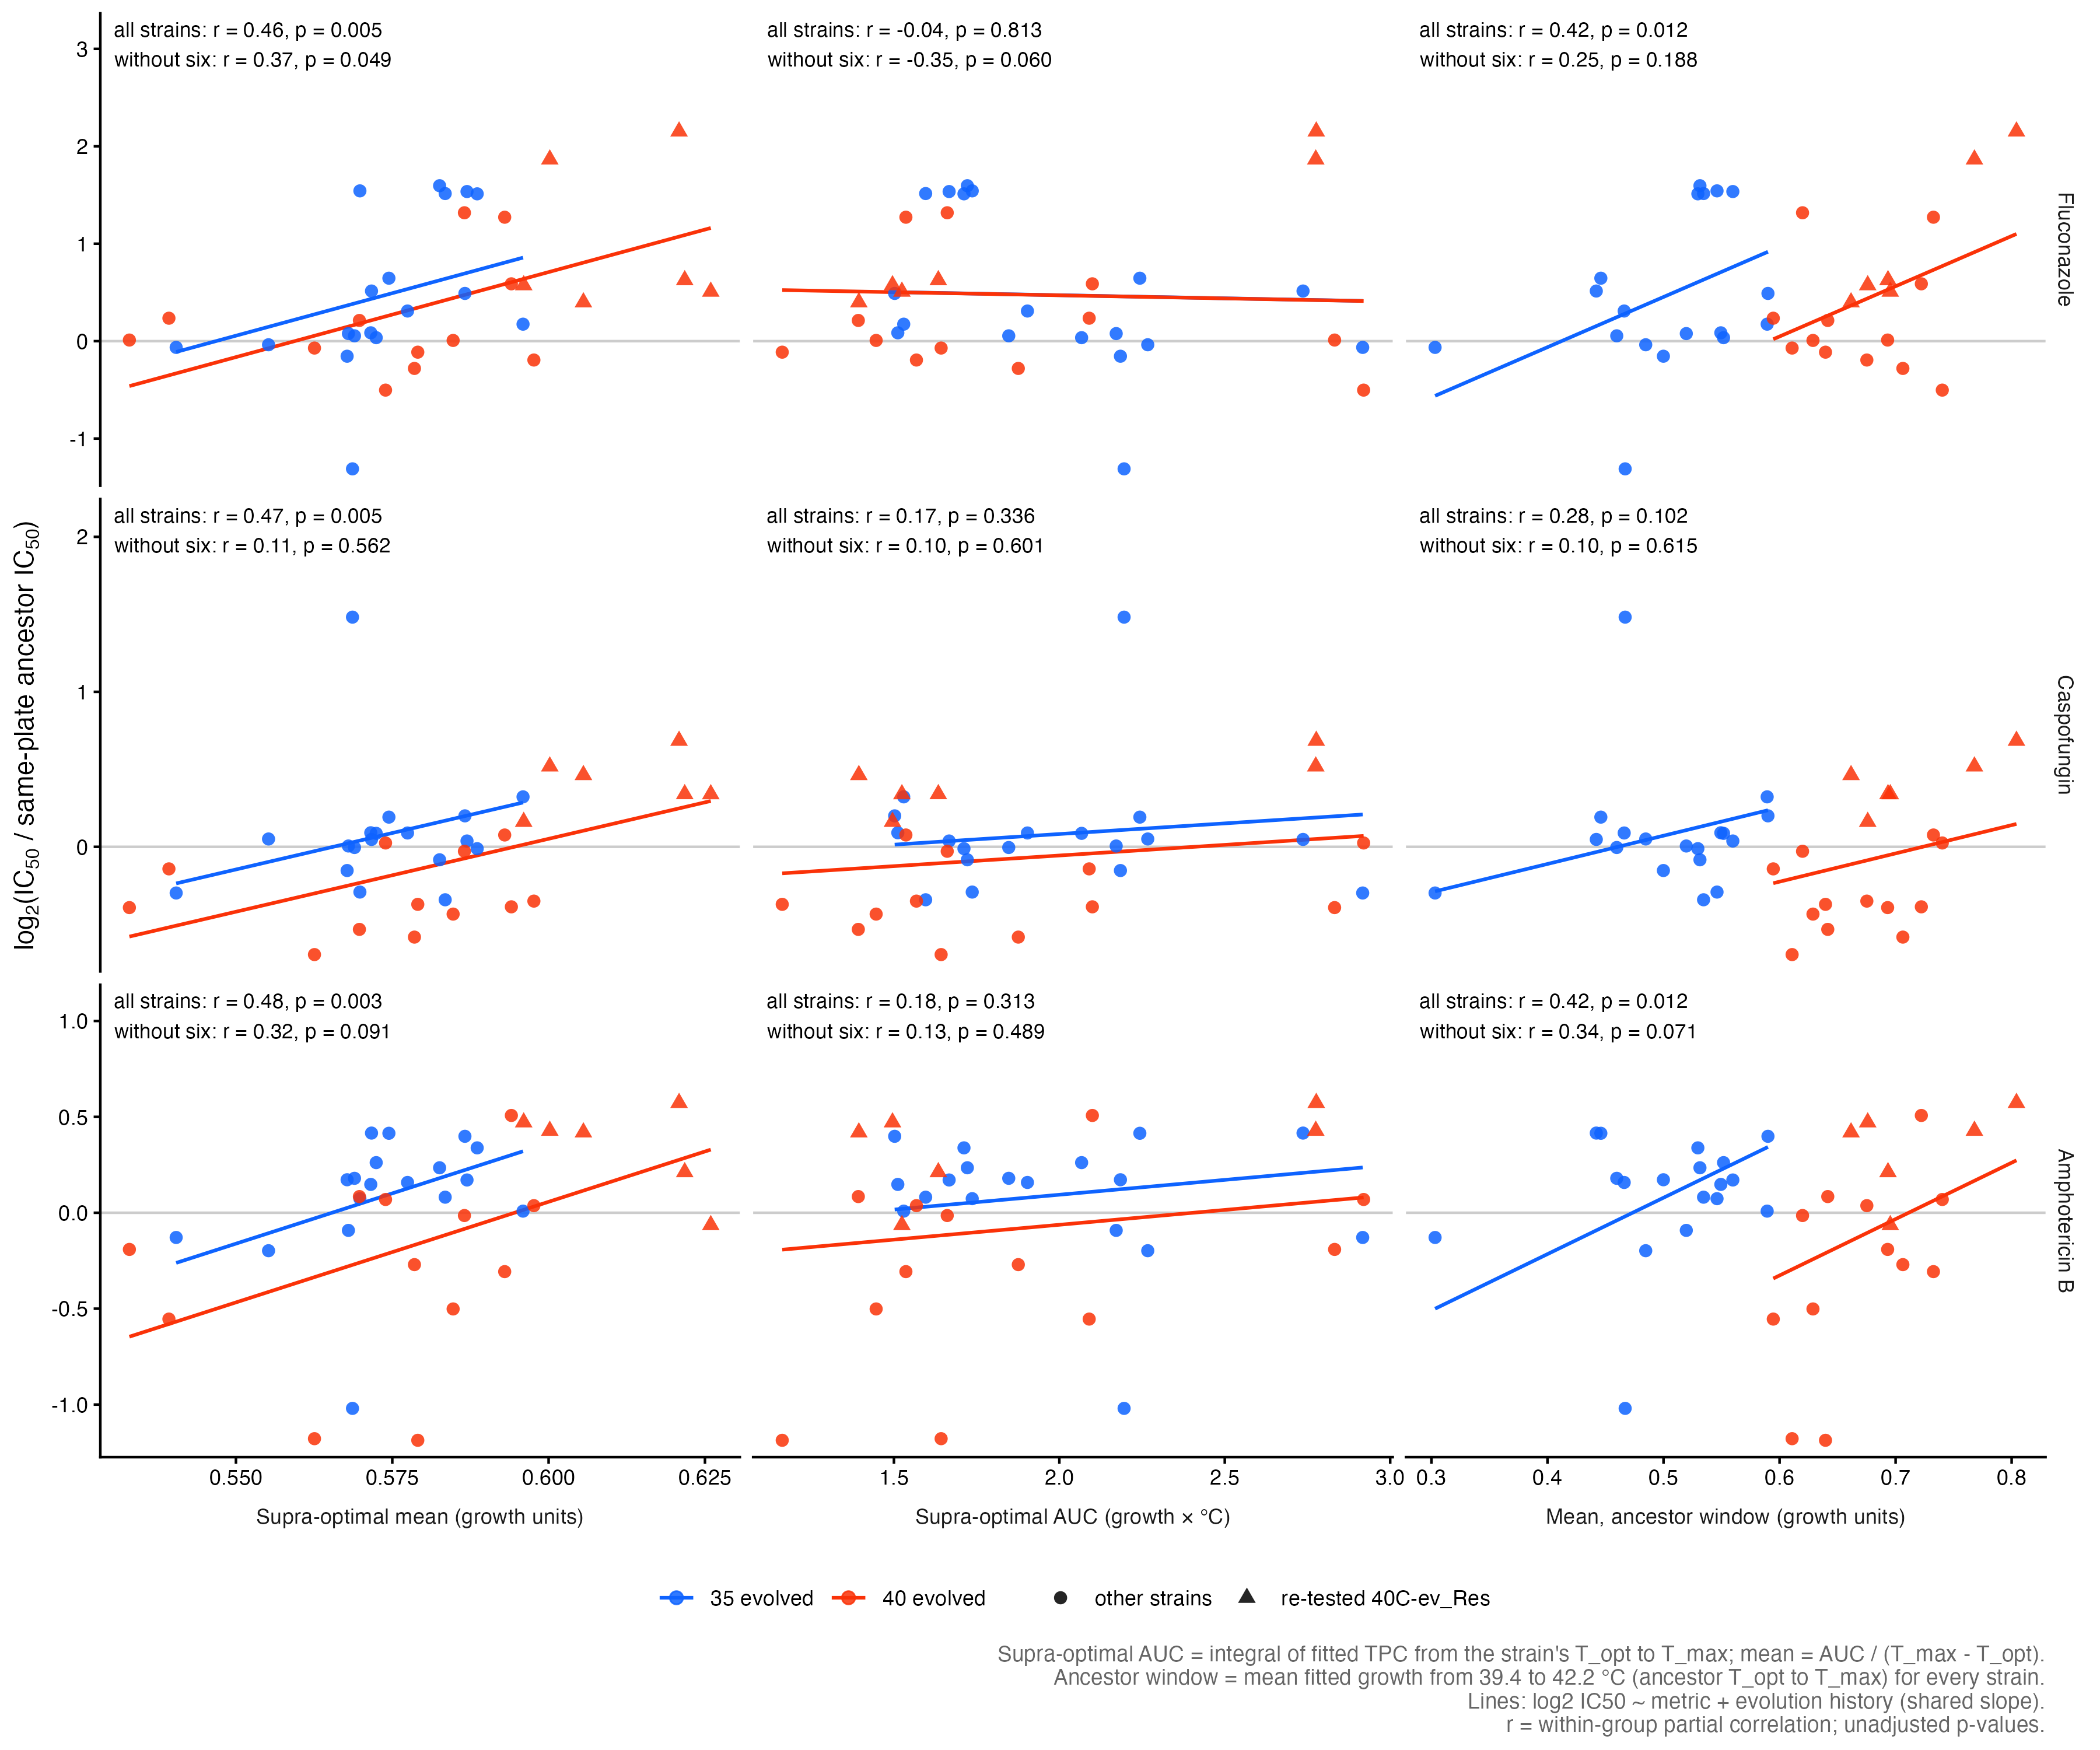 all strains: r = 0.46, p = 0.005
without six: r = 0.37, p = 0.049
all strains: r = -0.04, p = 0.813
without six: r = -0.35, p = 0.060
all strains: r = 0.42, p = 0.012
without six: r = 0.25, p = 0.188
3
2
1
0
-1
Fluconazole
all strains: r = 0.47, p = 0.005
without six: r = 0.11, p = 0.562
all strains: r = 0.17, p = 0.336
without six: r = 0.10, p = 0.601
all strains: r = 0.28, p = 0.102
without six: r = 0.10, p = 0.615
2
1
0
Caspofungin
log₂(IC₅₀ / same-plate ancestor IC₅₀)
all strains: r = 0.48, p = 0.003
without six: r = 0.32, p = 0.091
all strains: r = 0.18, p = 0.313
without six: r = 0.13, p = 0.489
all strains: r = 0.42, p = 0.012
without six: r = 0.34, p = 0.071
1.0
0.5
0.0
-0.5
-1.0
Amphotericin B
0.550 0.575 0.600 0.625
1.5 2.0 2.5 3.0
0.3 0.4 0.5 0.6 0.7 0.8
Supra-optimal mean (growth units)
Supra-optimal AUC (growth × °C)
Mean, ancestor window (growth units)
35 evolved 40 evolved other strains re-tested 40C-ev_Res
Supra-optimal AUC = integral of fitted TPC from the strain's T_opt to T_max; mean = AUC / (T_max - T_opt).
Ancestor window = mean fitted growth from 39.4 to 42.2 °C (ancestor T_opt to T_max) for every strain.
Lines: log2 IC50 ~ metric + evolution history (shared slope).
r = within-group partial correlation; unadjusted p-values.